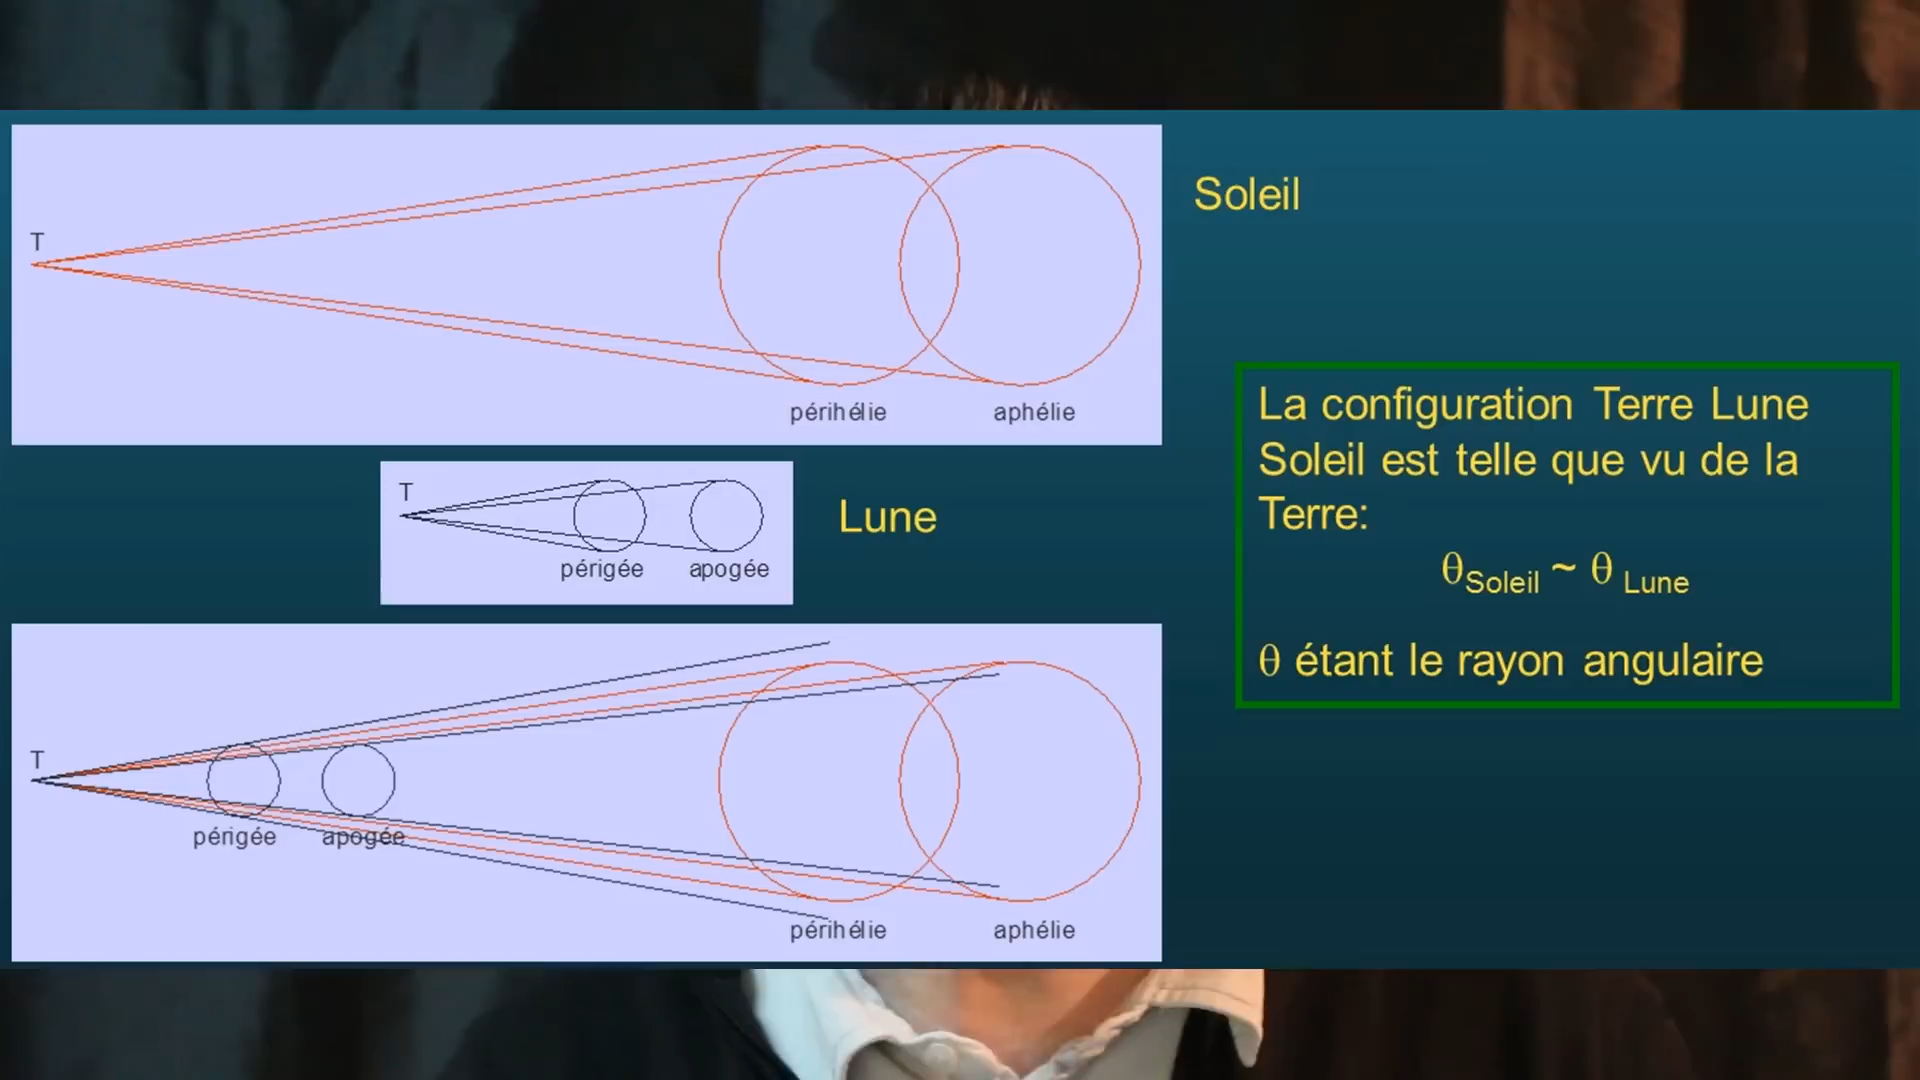 T
périhélie
aphélie
Soleil
T
périgée
apogée
Lune
T
périgée
apogée
périhélie
aphélie
La configuration Terre Lune
Soleil est telle que vu de la
Terre:
θSoleil ~ θ Lune
θ étant le rayon angulaire